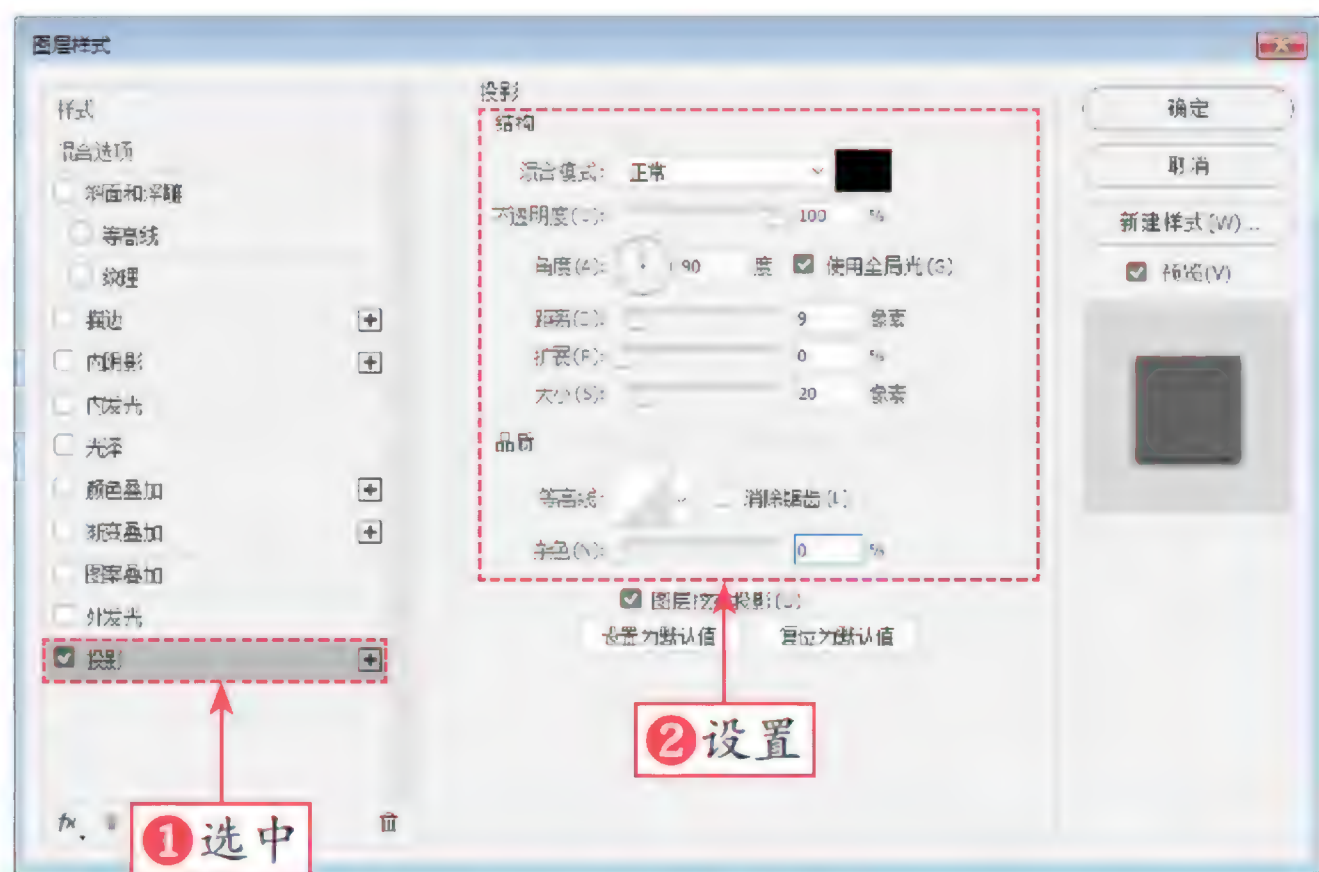 图层样式
样式
混合选项
斜面和浮雕
等高线
纹理
描边
内阴影
内发光
光泽
颜色叠加
渐变叠加
图案叠加
外发光
投影
fx
❶选中
投影
结构
混合模式: 正常
不透明度(O): 100 %
角度(A): 90 度 使用全局光(G)
距离(D): 9 像素
扩展(R): 0 %
大小(S): 20 像素
品质
等高线: 消除锯齿(L)
杂色(N): 0 %
图层挖空投影(U)
设置为默认值 复位为默认值
❷设置
确定
取消
新建样式(W)...
预览(V)